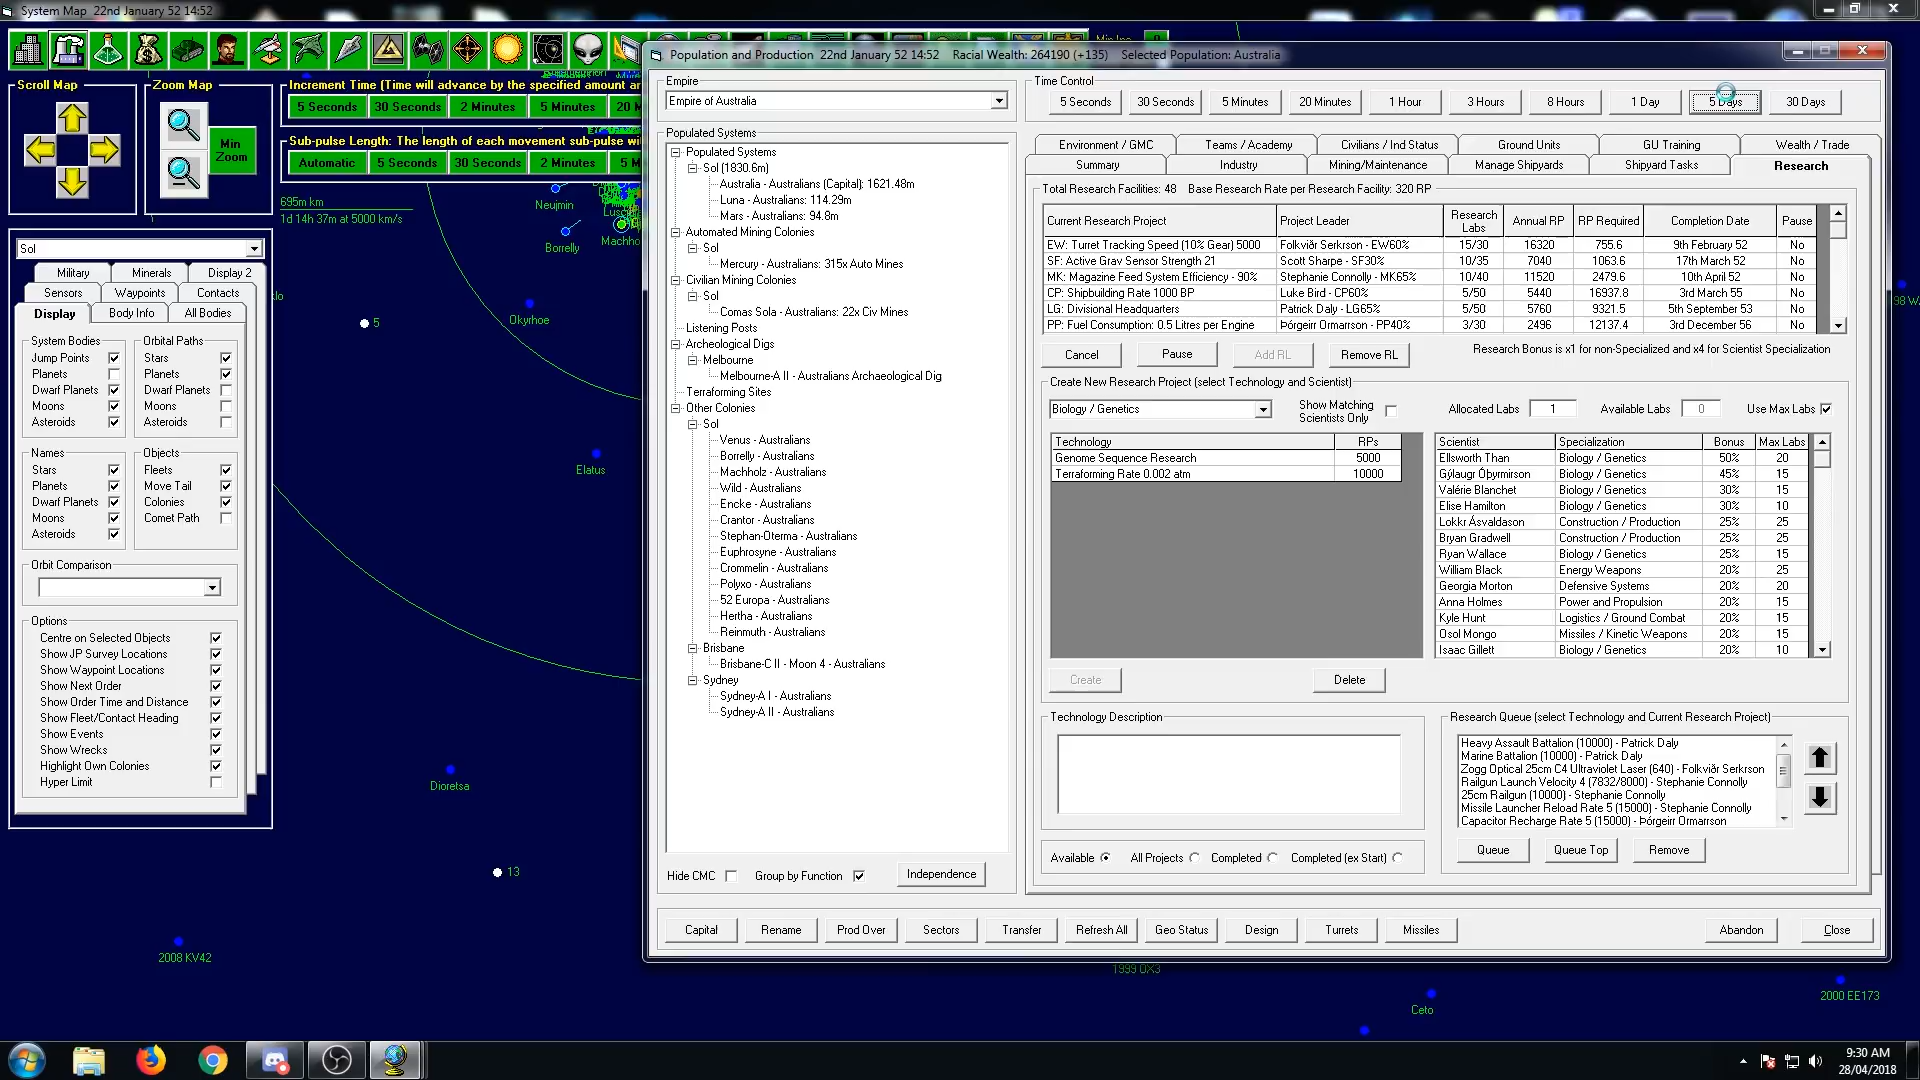 System Map  22nd January 52 14:52
Scroll Map
Zoom Map
Min Zoom
Increment Time (Time will advance by the specified amount an
5 Seconds
30 Seconds
2 Minutes
5 Minutes
20 M
Sub-pulse Length: The length of each movement sub-pulse wi
Automatic
5 Seconds
30 Seconds
2 Minutes
5 M
695m km
1d 14h 37m at 5000 km/s
Neujmin
Borrelly
Machho
Okyrhoe
Elatus
Dioretsa
5
13
2008 KV42
1999 OX3
Ceto
2000 EE173
98 W
Sol
Military
Minerals
Display 2
Sensors
Waypoints
Contacts
Display
Body Info
All Bodies
System Bodies
Jump Points
Planets
Dwarf Planets
Moons
Asteroids
Orbital Paths
Stars
Planets
Dwarf Planets
Moons
Asteroids
Names
Stars
Planets
Dwarf Planets
Moons
Asteroids
Objects
Fleets
Move Tail
Colonies
Comet Path
Orbit Comparison
Options
Centre on Selected Objects
Show JP Survey Locations
Show Waypoint Locations
Show Next Order
Show Order Time and Distance
Show Fleet/Contact Heading
Show Events
Show Wrecks
Highlight Own Colonies
Hyper Limit
Population and Production  22nd January 52 14:52    Racial Wealth: 264190 (+135)    Selected Population: Australia
Empire
Empire of Australia
Populated Systems
Populated Systems
Sol (1830.6m)
Australia - Australians (Capital): 1621.48m
Luna - Australians: 114.29m
Mars - Australians: 94.8m
Automated Mining Colonies
Sol
Mercury - Australians: 315x Auto Mines
Civilian Mining Colonies
Sol
Comas Sola - Australians: 22x Civ Mines
Listening Posts
Archeological Digs
Melbourne
Melbourne-A II - Australians Archaeological Dig
Terraforming Sites
Other Colonies
Sol
Venus - Australians
Borrelly - Australians
Machholz - Australians
Wild - Australians
Encke - Australians
Crantor - Australians
Stephan-Oterma - Australians
Euphrosyne - Australians
Crommelin - Australians
Polyxo - Australians
52 Europa - Australians
Hertha - Australians
Reinmuth - Australians
Brisbane
Brisbane-C II - Moon 4 - Australians
Sydney
Sydney-A I - Australians
Sydney-A II - Australians
Hide CMC
Group by Function
Independence
Time Control
5 Seconds
30 Seconds
5 Minutes
20 Minutes
1 Hour
3 Hours
8 Hours
1 Day
5 Days
30 Days
Environment / GMC
Teams / Academy
Civilians / Ind Status
Ground Units
GU Training
Wealth / Trade
Summary
Industry
Mining/Maintenance
Manage Shipyards
Shipyard Tasks
Research
Total Research Facilities: 48   Base Research Rate per Research Facility: 320 RP
Current Research Project  Project Leader  Research Labs  Annual RP  RP Required  Completion Date  Pause
EW: Turret Tracking Speed (10% Gear) 5000  Folkviðr Serkrson - EW60%  15/30  16320  755.6  9th February 52  No
SF: Active Grav Sensor Strength 21  Scott Sharpe - SF30%  10/35  7040  1063.6  17th March 52  No
MK: Magazine Feed System Efficiency - 90%  Stephanie Connolly - MK65%  10/40  11520  2479.6  10th April 52  No
CP: Shipbuilding Rate 1000 BP  Luke Bird - CP60%  5/50  5440  16937.8  3rd March 55  No
LG: Divisional Headquarters  Patrick Daly - LG65%  5/50  5760  9321.5  5th September 53  No
PP: Fuel Consumption: 0.5 Litres per Engine  Þórgeirr Ormarrson - PP40%  3/30  2496  12137.4  3rd December 56  No
Cancel
Pause
Add RL
Remove RL
Research Bonus is x1 for non-Specialized and x4 for Scientist Specialization
Create New Research Project (select Technology and Scientist)
Biology / Genetics
Show Matching Scientists Only
Allocated Labs  1
Available Labs  0
Use Max Labs
Technology  RPs
Genome Sequence Research  5000
Terraforming Rate 0.002 atm  10000
Scientist  Specialization  Bonus  Max Labs
Ellsworth Than  Biology / Genetics  50%  20
Gýlaugr Óþyrmirson  Biology / Genetics  45%  15
Valérie Blanchet  Biology / Genetics  30%  15
Elise Hamilton  Biology / Genetics  30%  10
Lokkr Ásvaldason  Construction / Production  25%  25
Bryan Gradwell  Construction / Production  25%  25
Ryan Wallace  Biology / Genetics  25%  15
William Black  Energy Weapons  20%  25
Georgia Morton  Defensive Systems  20%  20
Anna Holmes  Power and Propulsion  20%  15
Kyle Hunt  Logistics / Ground Combat  20%  15
Osol Mongo  Missiles / Kinetic Weapons  20%  15
Isaac Gillett  Biology / Genetics  20%  10
Create
Delete
Technology Description
Research Queue (select Technology and Current Research Project)
Heavy Assault Battalion (10000) - Patrick Daly
Marine Battalion (10000) - Patrick Daly
Zogg Optical 25cm C4 Ultraviolet Laser (640) - Folkviðr Serkrson
Railgun Launch Velocity 4 (7832/8000) - Stephanie Connolly
25cm Railgun (10000) - Stephanie Connolly
Missile Launcher Reload Rate 5 (15000) - Stephanie Connolly
Capacitor Recharge Rate 5 (15000) - Þórgeirr Ormarrson
Available
All Projects
Completed
Completed (ex Start)
Queue
Queue Top
Remove
Capital
Rename
Prod Over
Sectors
Transfer
Refresh All
Geo Status
Design
Turrets
Missiles
Abandon
Close
9:30 AM
28/04/2018